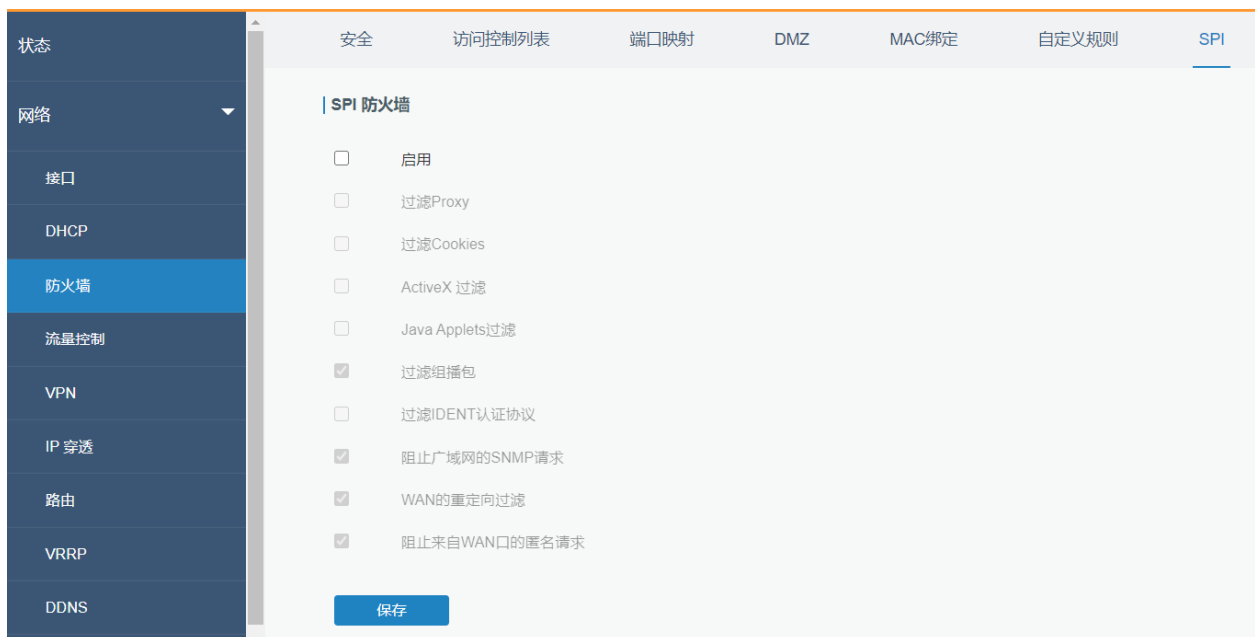 状态
网络
接口
DHCP
防火墙
流量控制
VPN
IP 穿透
路由
VRRP
DDNS
安全 访问控制列表 端口映射 DMZ MAC绑定 自定义规则 SPI
SPI 防火墙
启用
过滤Proxy
过滤Cookies
ActiveX 过滤
Java Applets过滤
过滤组播包
过滤IDENT认证协议
阻止广域网的SNMP请求
WAN的重定向过滤
阻止来自WAN口的匿名请求
保存